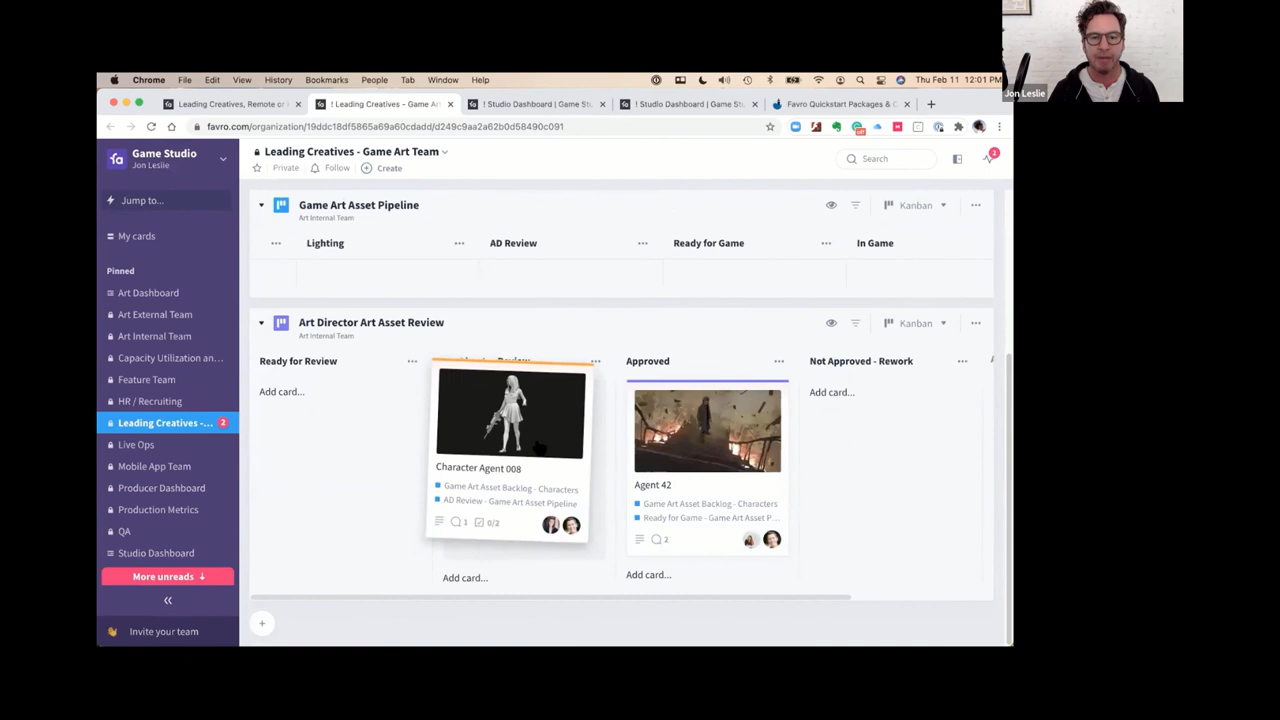 Chrome File Edit View History Bookmarks People Tab Window Help Thu Feb 11 12:01 PM
Jon Leslie
Leading Creatives, Remote or I
! Leading Creatives - Game Ar
! Studio Dashboard | Game Stu
! Studio Dashboard | Game Stu
Favro Quickstart Packages & C
favro.com/organization/19ddc18df5865a69a60cdadd/d249c9aa2a62b0d58490c091
Game Studio
Jon Leslie
Leading Creatives - Game Art Team
Private Follow Create
Search
2
Jump to...
My cards
Pinned
Art Dashboard
Art External Team
Art Internal Team
Capacity Utilization an...
Feature Team
HR / Recruiting
Leading Creatives -... 2
Live Ops
Mobile App Team
Producer Dashboard
Production Metrics
QA
Studio Dashboard
More unreads ↓
Invite your team
Game Art Asset Pipeline
Art Internal Team
Kanban
Lighting
AD Review
Ready for Game
In Game
Art Director Art Asset Review
Art Internal Team
Kanban
Ready for Review
Add card...
Character Agent 008
Game Art Asset Backlog - Characters
AD Review - Game Art Asset Pipeline
1 0/2
Add card...
Approved
Agent 42
Game Art Asset Backlog - Characters
Ready for Game - Game Art Asset P...
2
Add card...
Not Approved - Rework
Add card...